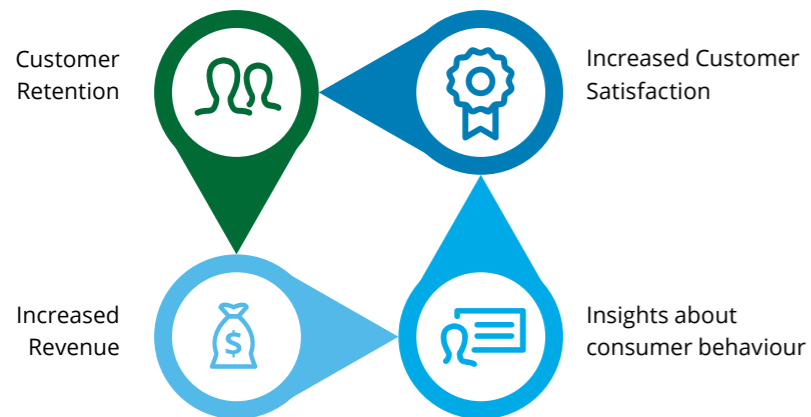 Customer
Retention
Increased Customer
Satisfaction
Increased
Revenue
$
Insights about
consumer behaviour